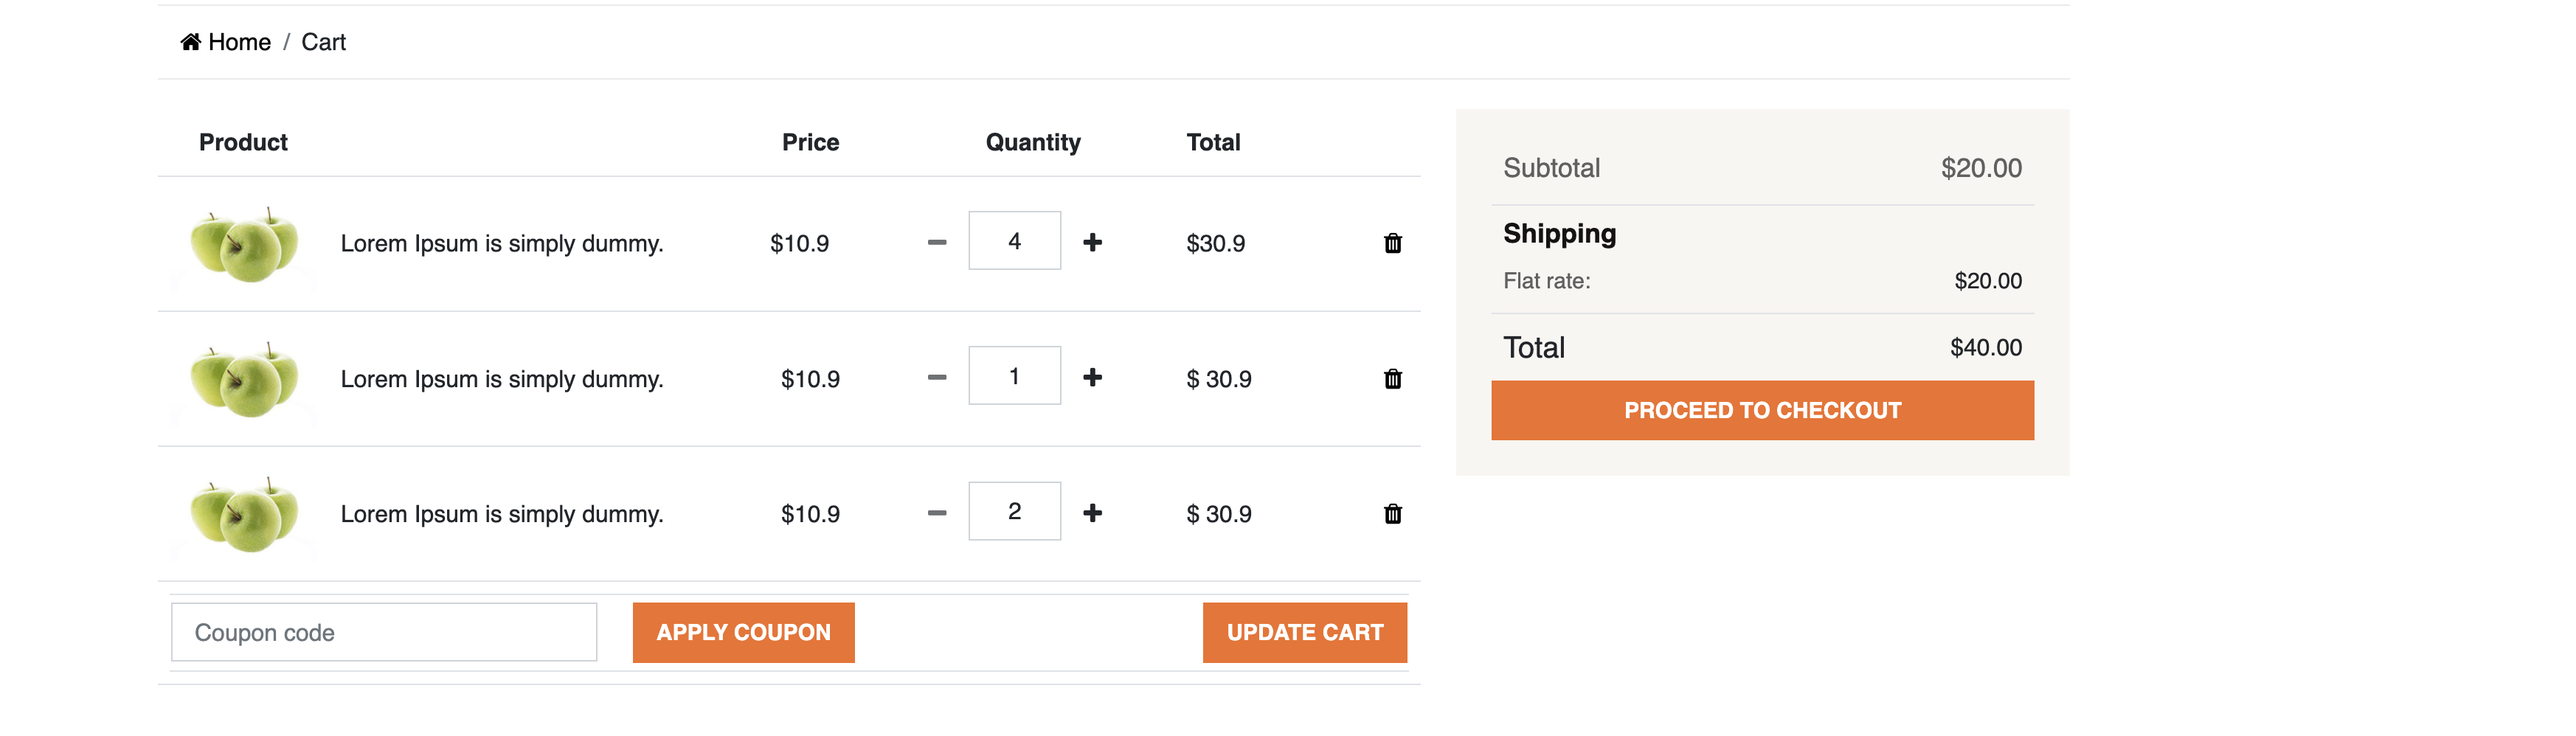 Home / Cart
Product Price Quantity Total
Lorem Ipsum is simply dummy. $10.9 4 $30.9
Lorem Ipsum is simply dummy. $10.9 1 $ 30.9
Lorem Ipsum is simply dummy. $10.9 2 $ 30.9
Coupon code APPLY COUPON UPDATE CART
Subtotal $20.00
Shipping
Flat rate: $20.00
Total $40.00
PROCEED TO CHECKOUT